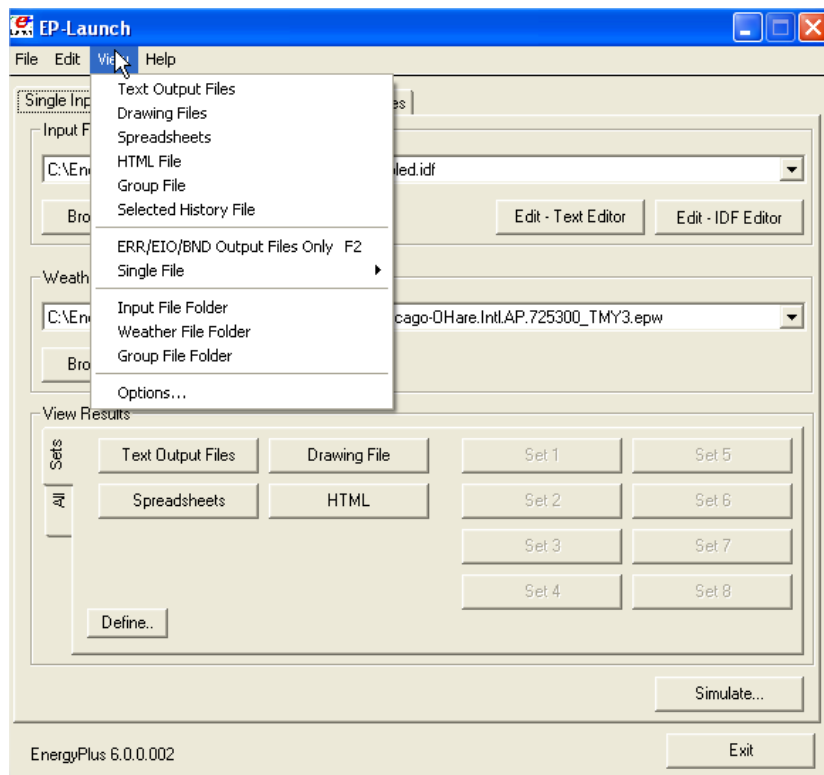 EP-Launch
File Edit View Help
Text Output Files
Drawing Files
Spreadsheets
HTML File
Group File
Selected History File
ERR/EIO/BND Output Files Only F2
Single File
Input File Folder
Weather File Folder
Group File Folder
Options...
Single Inp es
Input F
C:\En led.idf
Bro Edit - Text Editor Edit - IDF Editor
Weath
C:\En cago-OHare.Intl.AP.725300_TMY3.epw
Bro
View Results
Sets
All
Text Output Files Drawing File Set 1 Set 5
Spreadsheets HTML Set 2 Set 6
Set 3 Set 7
Set 4 Set 8
Define..
Simulate...
EnergyPlus 6.0.0.002 Exit